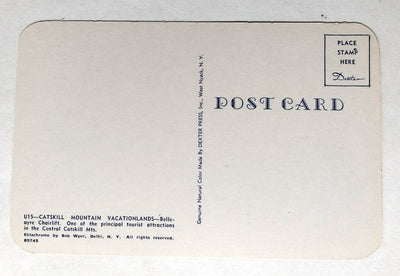 PLACE
STAMP
HERE
Dexter
POST CARD
Genuine Natural Color Made By DEXTER PRESS, Inc., West Nyack, N. Y.
U15—CATSKILL MOUNTAIN VACATIONLANDS—Belle-
ayre Chairlift. One of the principal tourist attractions
in the Central Catskill Mts.
Ektachrome by Bob Wyer, Delhi, N. Y. All rights reserved.
85748